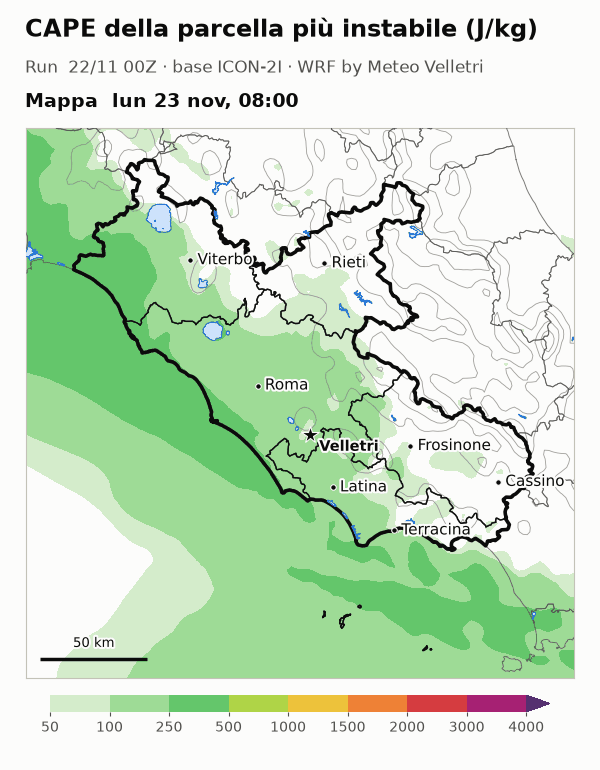 CAPE della parcella più instabile (J/kg)
Run 22/11 00Z · base ICON-2I · WRF by Meteo Velletri
Mappa lun 23 nov, 08:00
Viterbo
Rieti
Roma
Velletri
Frosinone
Latina
Cassino
Terracina
50 km
50 100 250 500 1000 1500 2000 3000 4000